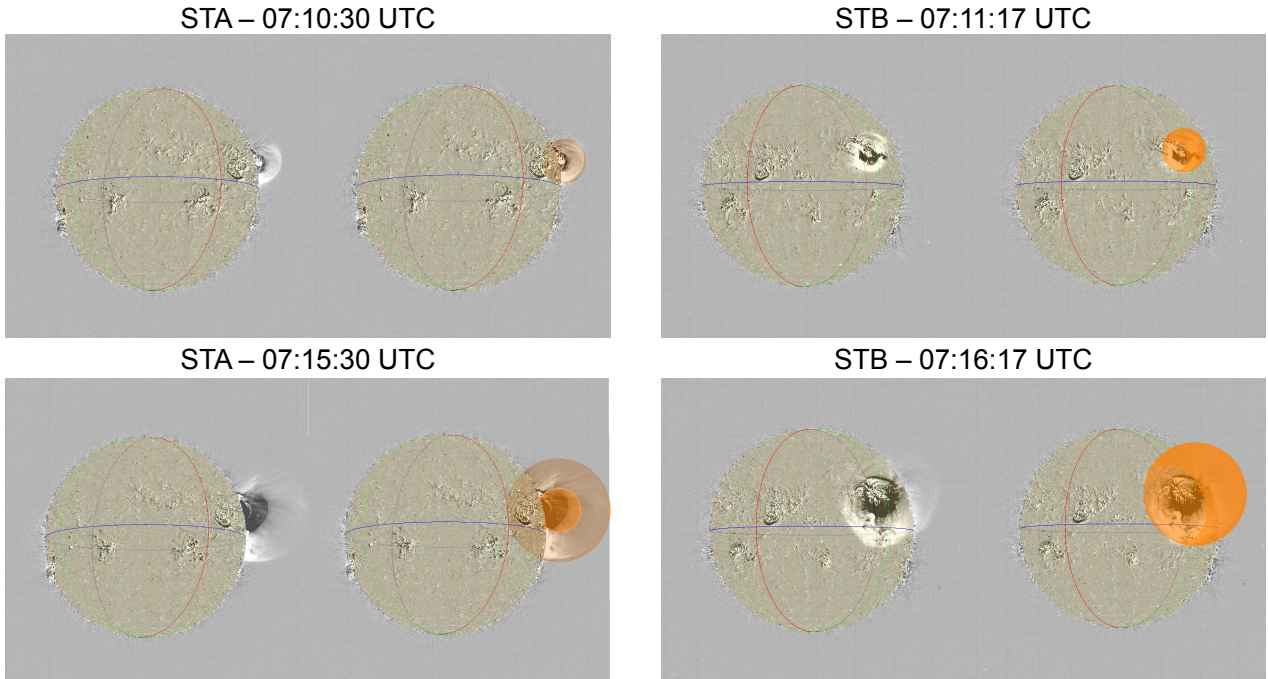 STA – 07:10:30 UTC
STB – 07:11:17 UTC
STA – 07:15:30 UTC
STB – 07:16:17 UTC